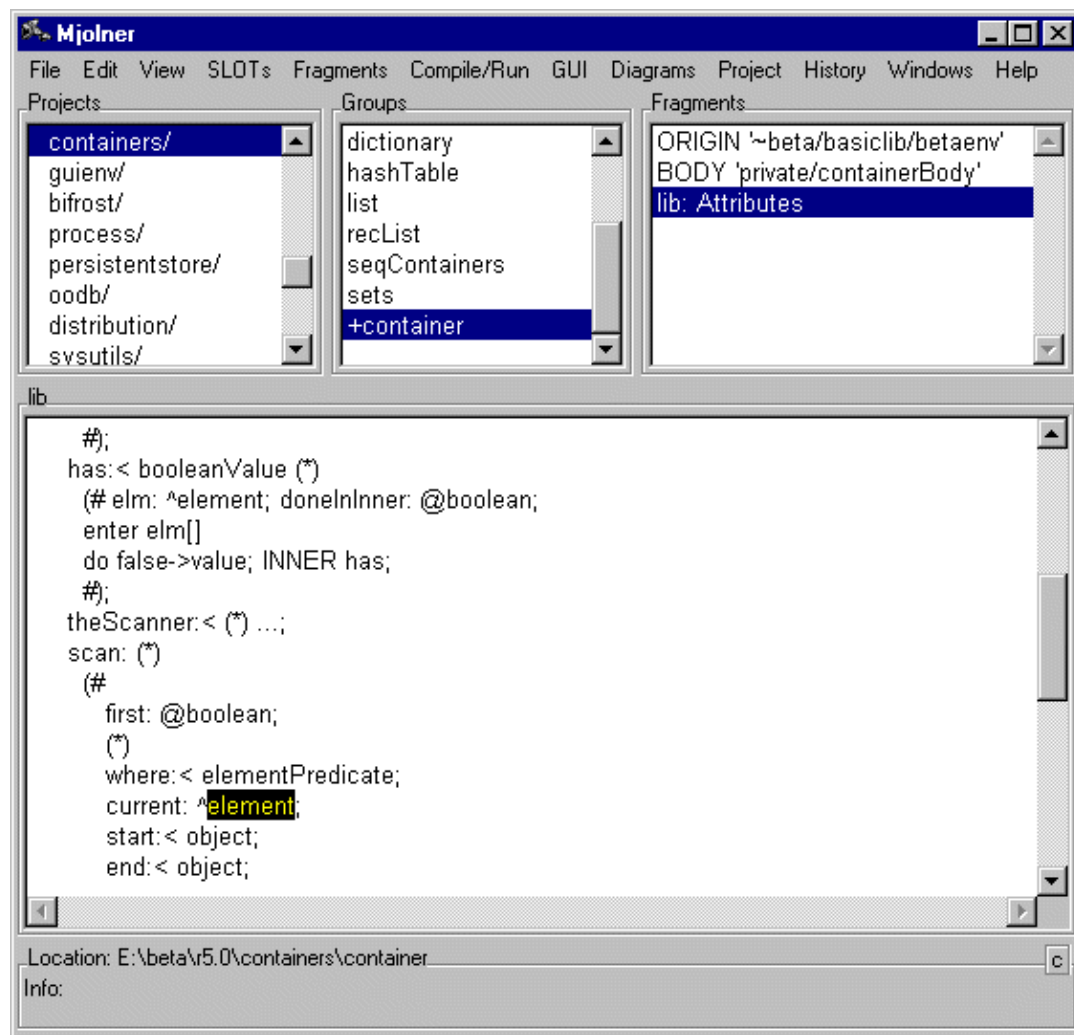 Mjolner
File Edit View SLOTs Fragments Compile/Run GUI Diagrams Project History Windows Help
Projects
containers/
guienv/
bifrost/
process/
persistentstore/
oodb/
distribution/
sysutils/
Groups
dictionary
hashTable
list
recList
seqContainers
sets
+container
Fragments
ORIGIN '~beta/basiclib/betaenv'
BODY 'private/containerBody'
lib: Attributes
lib
#);
has:< booleanValue (*)
(# elm: ^element; doneInInner: @boolean;
enter elm[]
do false->value; INNER has;
#);
theScanner:< (*) ...;
scan: (*)
(#
first: @boolean;
(*)
where:< elementPredicate;
current: ^element;
start:< object;
end:< object;
Location: E:\beta\r5.0\containers\container
c
Info: